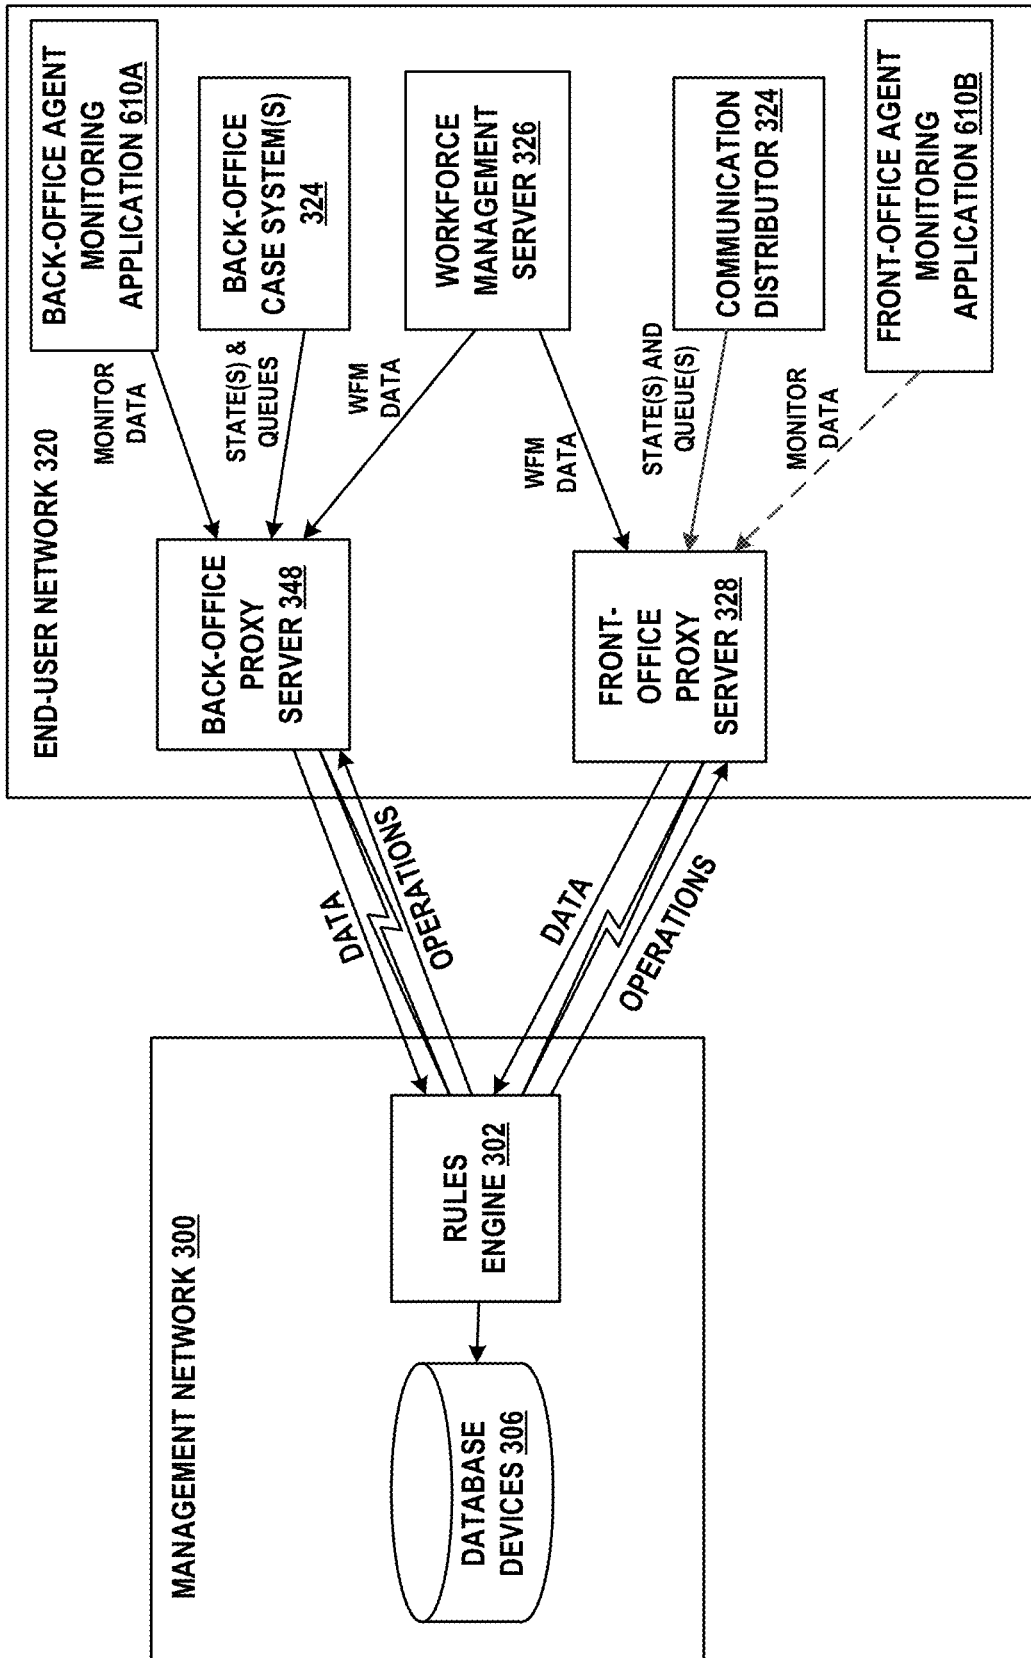 END-USER NETWORK 320
BACK-OFFICE AGENT
MONITORING
APPLICATION 610A
BACK-OFFICE
CASE SYSTEM(S)
324
WORKFORCE
MANAGEMENT
SERVER 326
COMMUNICATION
DISTRIBUTOR 324
FRONT-OFFICE AGENT
MONITORING
APPLICATION 610B
MONITOR
DATA
STATE(S) &
QUEUES
WFM
DATA
WFM
DATA
STATE(S) AND
QUEUE(S)
MONITOR
DATA
BACK-OFFICE
PROXY
SERVER 348
FRONT-
OFFICE
PROXY
SERVER 328
DATA
OPERATIONS
DATA
OPERATIONS
MANAGEMENT NETWORK 300
RULES
ENGINE 302
DATABASE
DEVICES 306